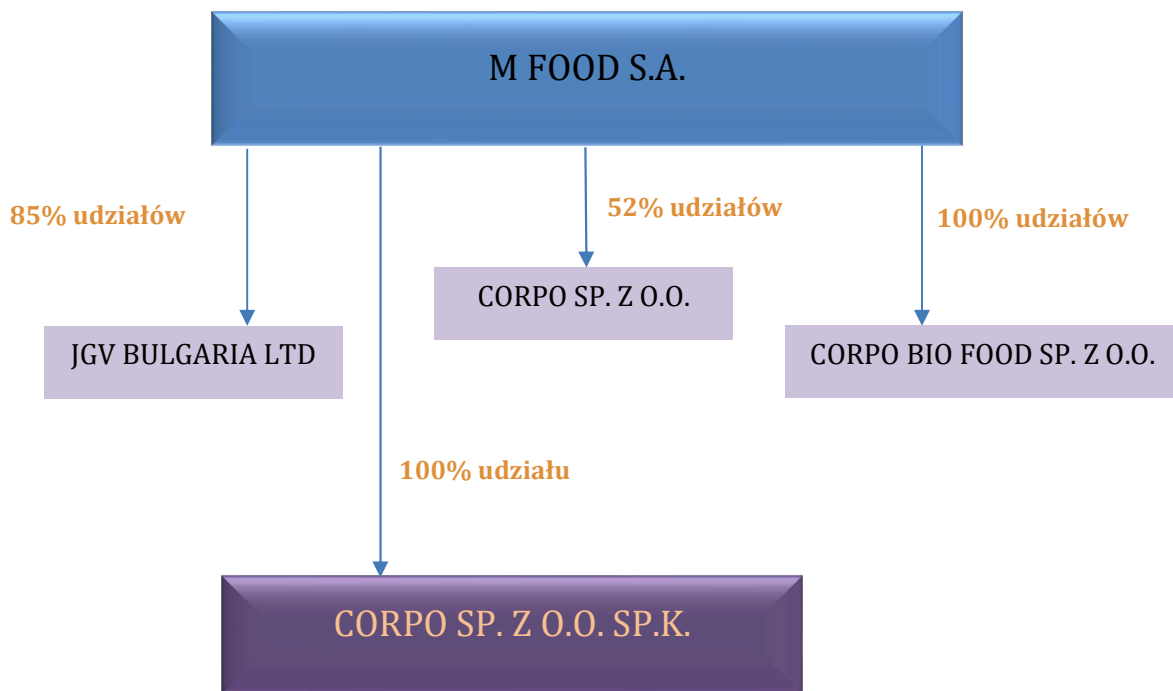 M FOOD S.A.
85% udziałów
52% udziałów
100% udziałów
CORPO SP. Z O.O.
JGV BULGARIA LTD
CORPO BIO FOOD SP. Z O.O.
100% udziału
CORPO SP. Z O.O. SP.K.